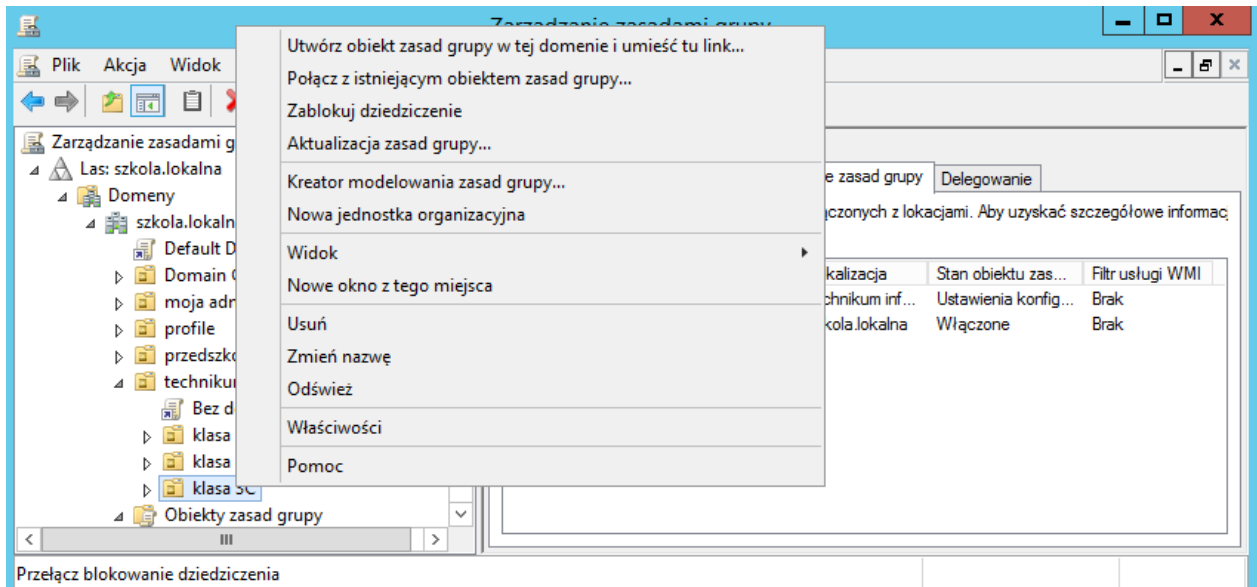 Zarządzanie zasadami grupy
Plik Akcja Widok
Utwórz obiekt zasad grupy w tej domenie i umieść tu link...
Połącz z istniejącym obiektem zasad grupy...
Zablokuj dziedziczenie
Aktualizacja zasad grupy...
Kreator modelowania zasad grupy...
Nowa jednostka organizacyjna
Widok
Nowe okno z tego miejsca
Usuń
Zmień nazwę
Odśwież
Właściwości
Pomoc
Zarządzanie zasadami g
Las: szkola.lokalna
Domeny
szkola.lokaln
Default D
Domain
moja adr
profile
przedszk
techniku
Bez d
klasa
klasa
klasa 3C
Obiekty zasad grupy
e zasad grupy Delegowanie
czonych z lokacjami. Aby uzyskać szczegółowe informac
kalizacja Stan obiektu zas... Filtr usługi WMI
chnikum inf... Ustawienia konfig... Brak
kola.lokalna Włączone Brak
Przełącz blokowanie dziedziczenia